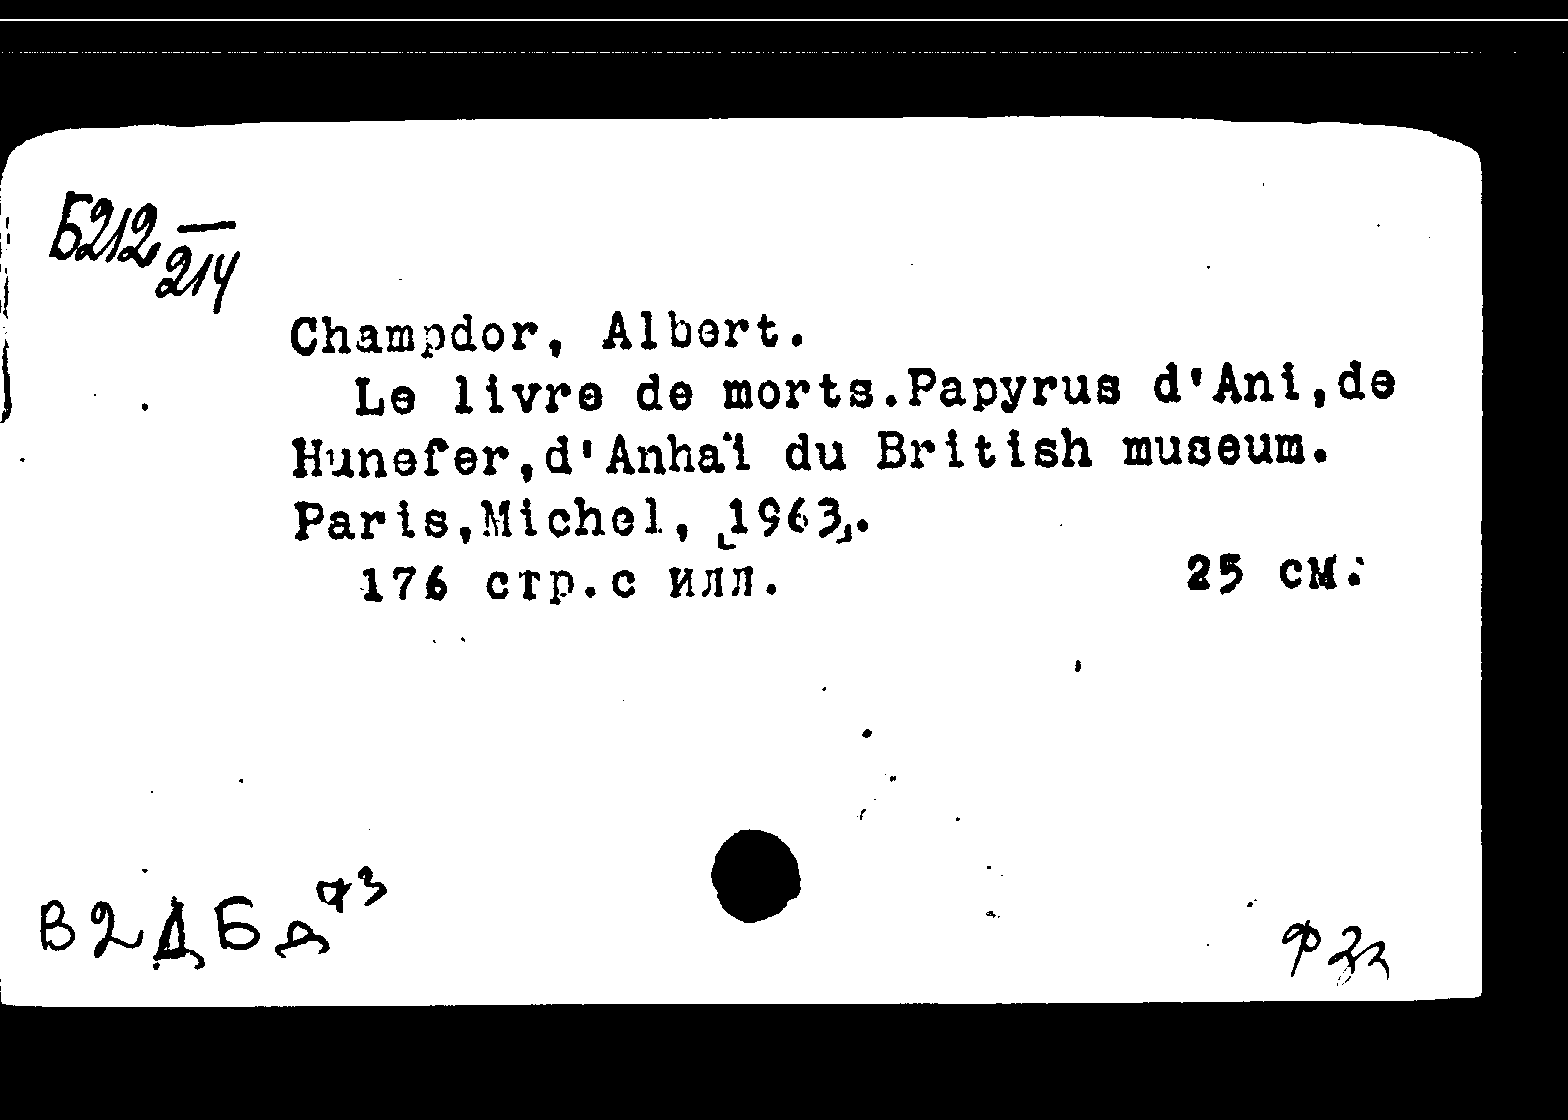 Б212 —
214
Champdor, Albert.
Le livre de morts.Papyrus d'Ani,de
Hunefer,d'Anhaï du British museum.
Paris,Michel, [1963].
176 стр.с илл.
25 см.
В2ДБд